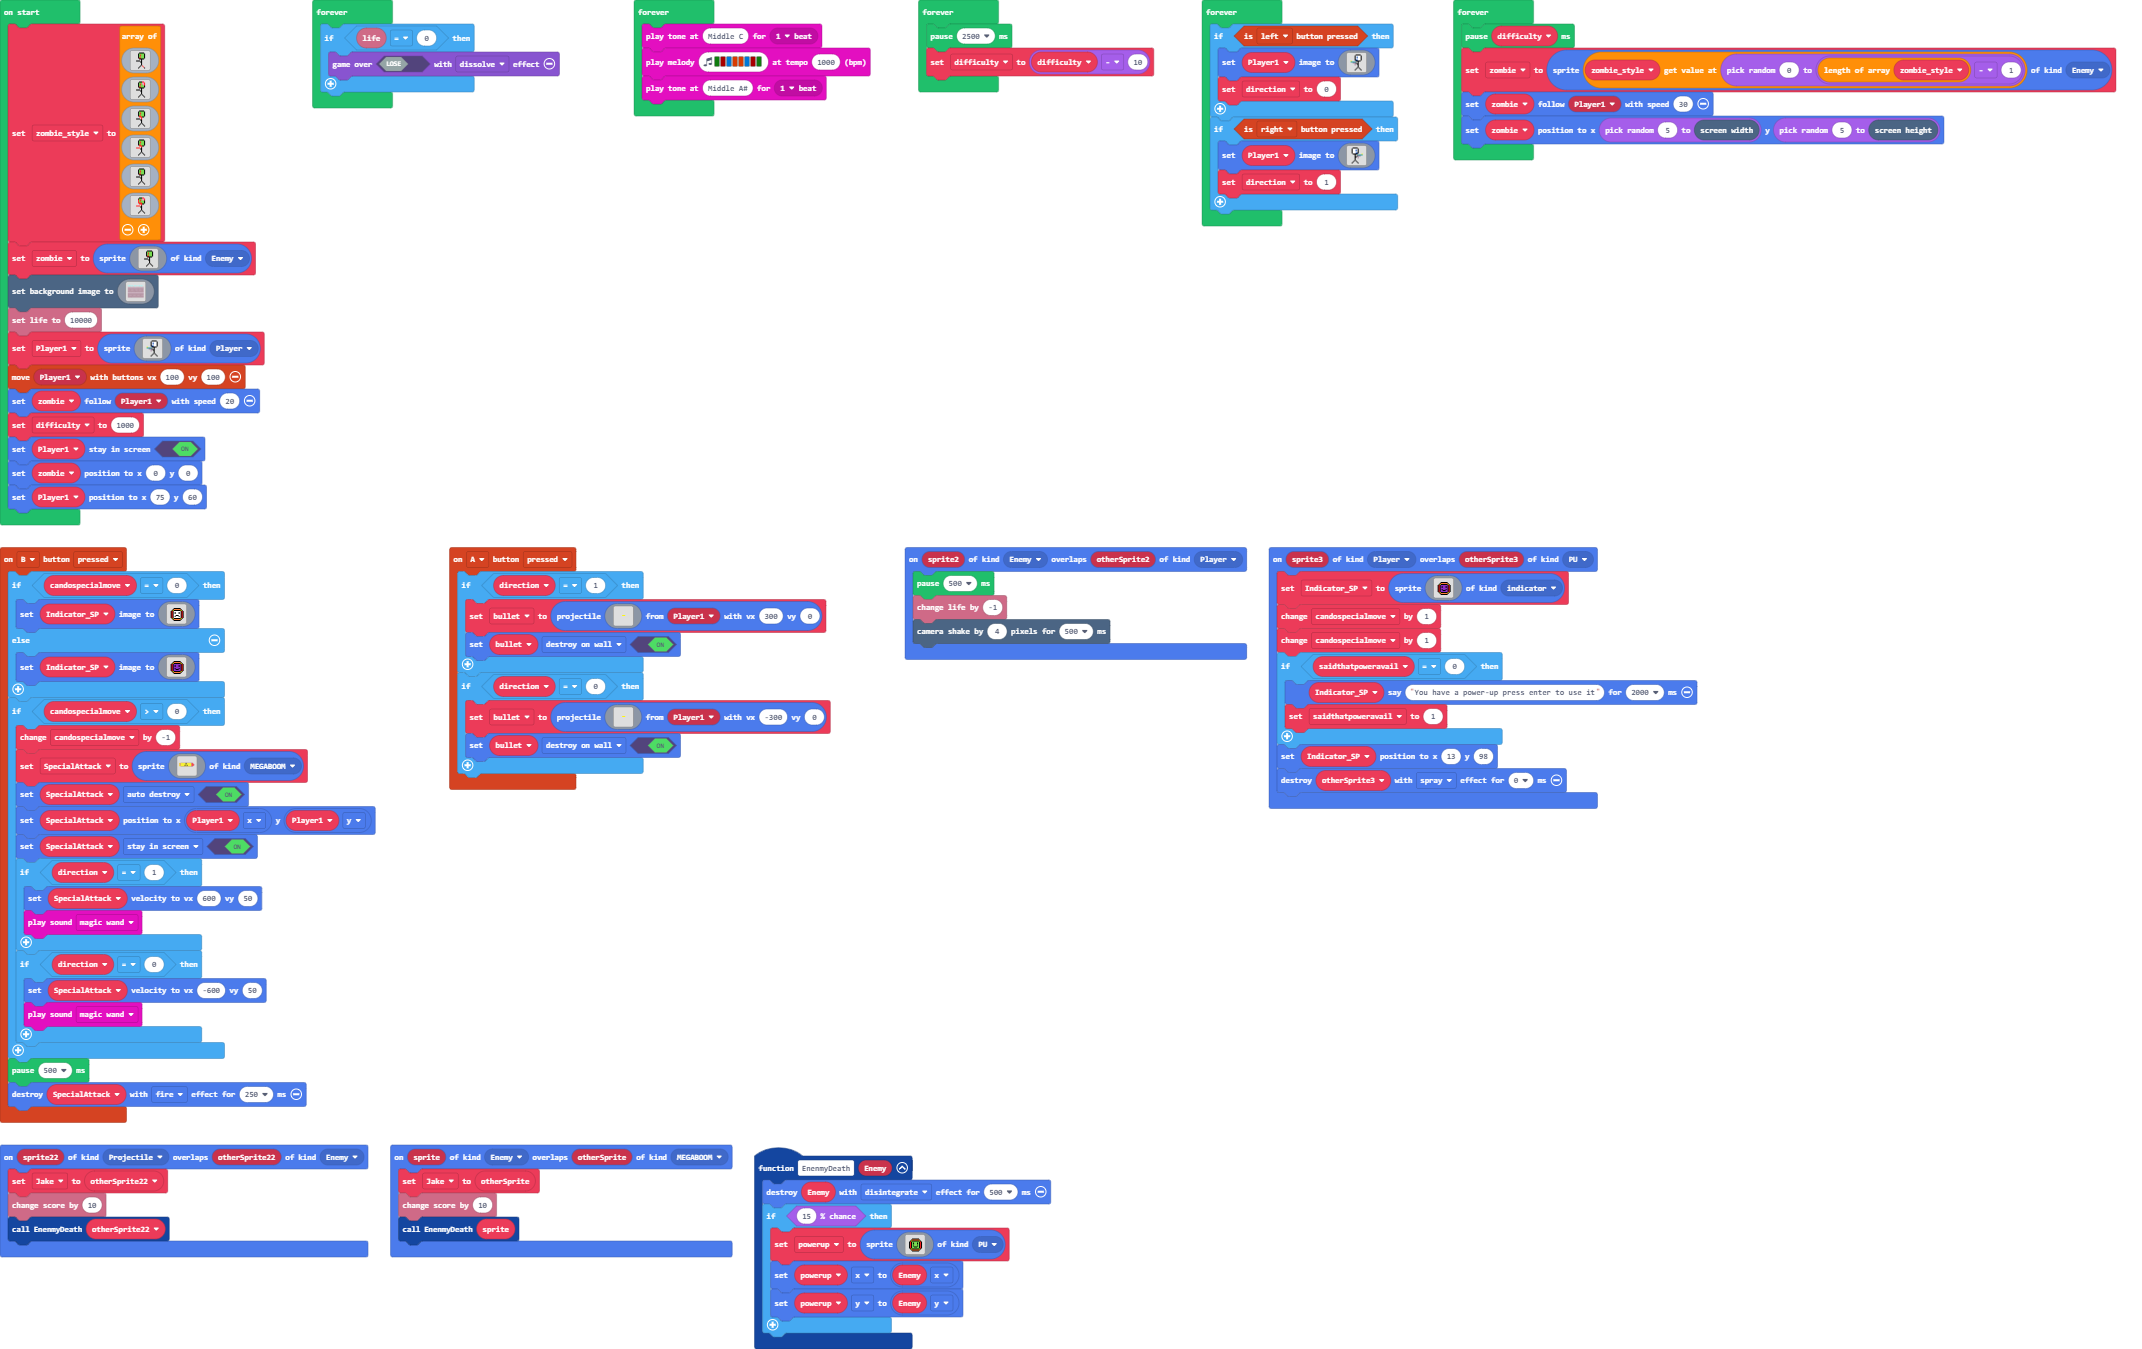 on start
array of
set zombie_style to
set zombie to sprite of kind Enemy
set background image to
set life to 10000
set Player1 to sprite of kind Player
move Player1 with buttons vx 100 vy 100
set zombie follow Player1 with speed 20
set difficulty to 1000
set Player1 stay in screen ON
set zombie position to x 0 y 0
set Player1 position to x 75 y 60
forever
if life = 0 then
game over LOSE with dissolve effect
forever
play tone at Middle C for 1 beat
play melody at tempo 1000 (bpm)
play tone at Middle A# for 1 beat
forever
pause 2500 ms
set difficulty to difficulty - 10
forever
if is left button pressed then
set Player1 image to
set direction to 0
if is right button pressed then
set Player1 image to
set direction to 1
forever
pause difficulty ms
set zombie to sprite zombie_style get value at pick random 0 to length of array zombie_style - 1 of kind Enemy
set zombie follow Player1 with speed 30
set zombie position to x pick random 5 to screen width y pick random 5 to screen height
on B button pressed
if candospecialmove = 0 then
set Indicator_SP image to
else
set Indicator_SP image to
if candospecialmove > 0 then
change candospecialmove by -1
set SpecialAttack to sprite of kind MEGABOOM
set SpecialAttack auto destroy ON
set SpecialAttack position to x Player1 x y Player1 y
set SpecialAttack stay in screen ON
if direction = 1 then
set SpecialAttack velocity to vx 600 vy 50
play sound magic wand
if direction = 0 then
set SpecialAttack velocity to vx -600 vy 50
play sound magic wand
pause 500 ms
destroy SpecialAttack with fire effect for 250 ms
on A button pressed
if direction = 1 then
set bullet to projectile from Player1 with vx 300 vy 0
set bullet destroy on wall ON
if direction = 0 then
set bullet to projectile from Player1 with vx -300 vy 0
set bullet destroy on wall ON
on sprite2 of kind Enemy overlaps otherSprite2 of kind Player
pause 500 ms
change life by -1
camera shake by 4 pixels for 500 ms
on sprite3 of kind Player overlaps otherSprite3 of kind PU
set Indicator_SP to sprite of kind indicator
change candospecialmove by 1
change candospecialmove by 1
if saidthatpoweravail = 0 then
Indicator_SP say "You have a power-up press enter to use it" for 2000 ms
set saidthatpoweravail to 1
set Indicator_SP position to x 13 y 98
destroy otherSprite3 with spray effect for 0 ms
on sprite22 of kind Projectile overlaps otherSprite22 of kind Enemy
set Jake to otherSprite22
change score by 10
call EnenmyDeath otherSprite22
on sprite of kind Enemy overlaps otherSprite of kind MEGABOOM
set Jake to otherSprite
change score by 10
call EnenmyDeath sprite
function EnenmyDeath Enemy
destroy Enemy with disintegrate effect for 500 ms
if 15 % chance then
set powerup to sprite of kind PU
set powerup x to Enemy x
set powerup y to Enemy y